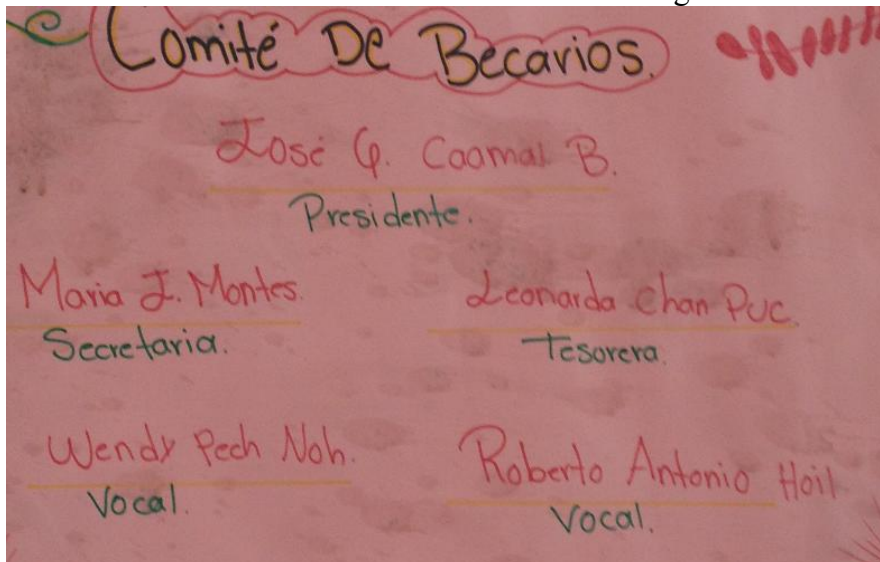 Comité De Becarios.
José G. Caamal B.
Presidente.
Maria J. Montes.
Leonarda Chan Puc.
Secretaria.
Tesorera.
Wendy Pech Noh.
Roberto Antonio Hoil
Vocal.
Vocal.